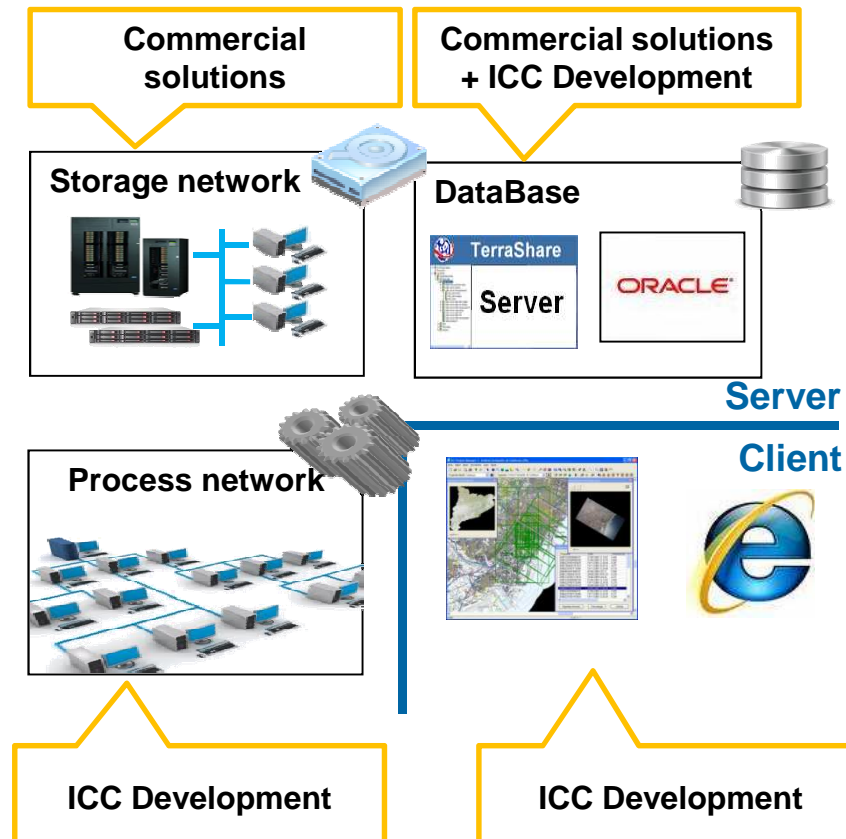 Commercial
solutions
Commercial solutions
+ ICC Development
Storage network
DataBase
TerraShare
Server
ORACLE
Server
Client
Process network
ICC Development
ICC Development